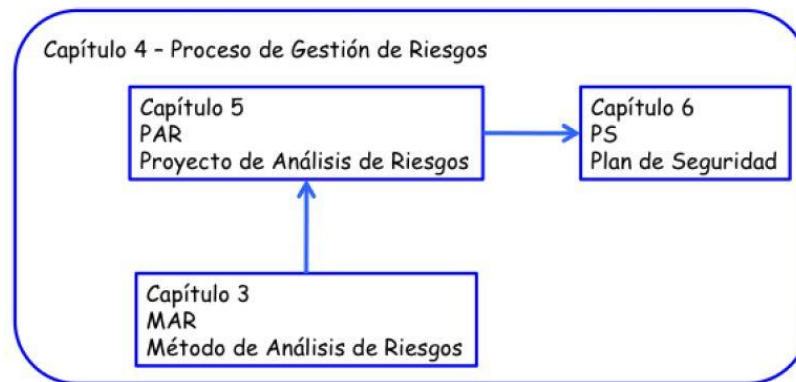 Capítulo 4 – Proceso de Gestión de Riesgos
Capítulo 5
PAR
Proyecto de Análisis de Riesgos
Capítulo 6
PS
Plan de Seguridad
Capítulo 3
MAR
Método de Análisis de Riesgos